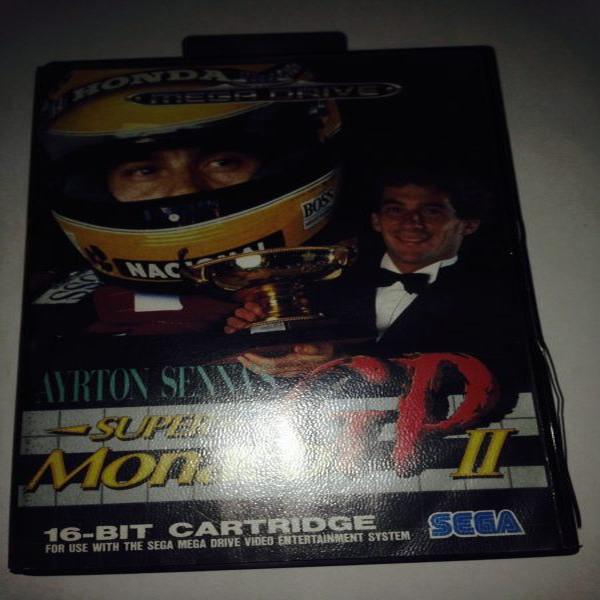 HONDA
MEGA DRIVE
BOSS
NACIONAL
AYRTON SENNA'S
SUPER
GP
II
16-BIT CARTRIDGE
FOR USE WITH THE SEGA MEGA DRIVE VIDEO ENTERTAINMENT SYSTEM
SEGA